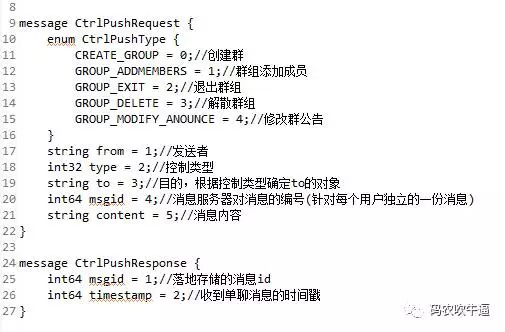 8
9 message CtrlPushRequest {
10 enum CtrlPushType {
11 CREATE_GROUP = 0;//创建群
12 GROUP_ADDMEMBERS = 1;//群组添加成员
13 GROUP_EXIT = 2;//退出群组
14 GROUP_DELETE = 3;//解散群组
15 GROUP_MODIFY_ANOUNCE = 4;//修改群公告
16 }
17 string from = 1;//发送者
18 int32 type = 2;//控制类型
19 string to = 3;//目的，根据控制类型确定to的对象
20 int64 msgid = 4;//消息服务器对消息的编号(针对每个用户独立的一份消息)
21 string content = 5;//消息内容
22 }
23
24 message CtrlPushResponse {
25 int64 msgid = 1;//落地存储的消息id
26 int64 timestamp = 2;//收到单聊消息的时间戳
27 }
码农吹牛逼